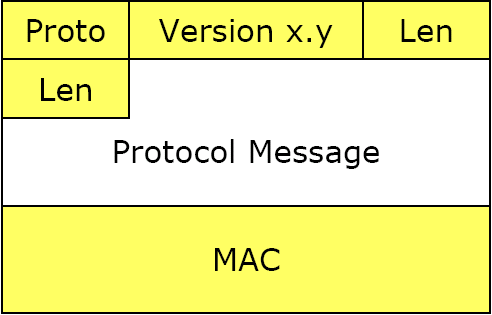 Proto Version x.y Len
Len
Protocol Message
MAC